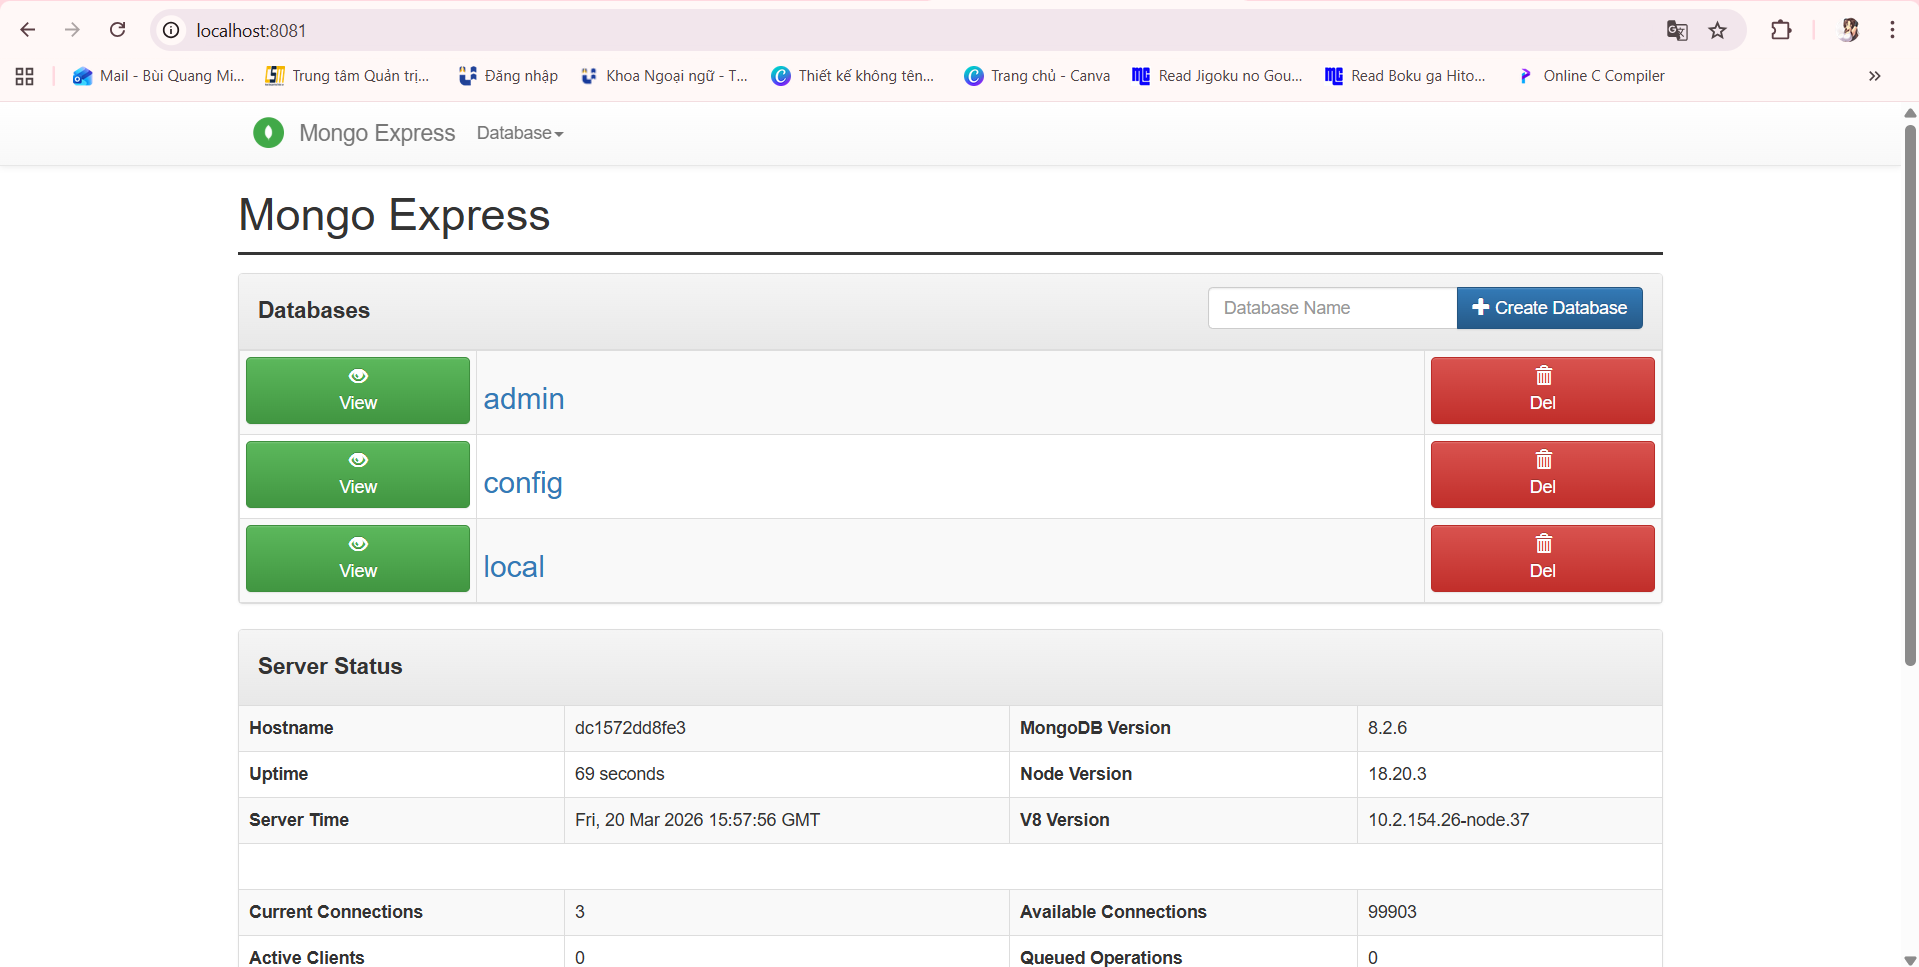 localhost:8081
Mail - Bùi Quang Mi...
Trung tâm Quản trị...
Đăng nhập
Khoa Ngoại ngữ - T...
Thiết kế không tên...
Trang chủ - Canva
Read Jigoku no Gou...
Read Boku ga Hito...
Online C Compiler
Mongo Express Database
Mongo Express
Databases
Database Name
Create Database
View admin Del
View config Del
View local Del
Server Status
Hostname dc1572dd8fe3 MongoDB Version 8.2.6
Uptime 69 seconds Node Version 18.20.3
Server Time Fri, 20 Mar 2026 15:57:56 GMT V8 Version 10.2.154.26-node.37
Current Connections 3 Available Connections 99903
Active Clients 0 Queued Operations 0